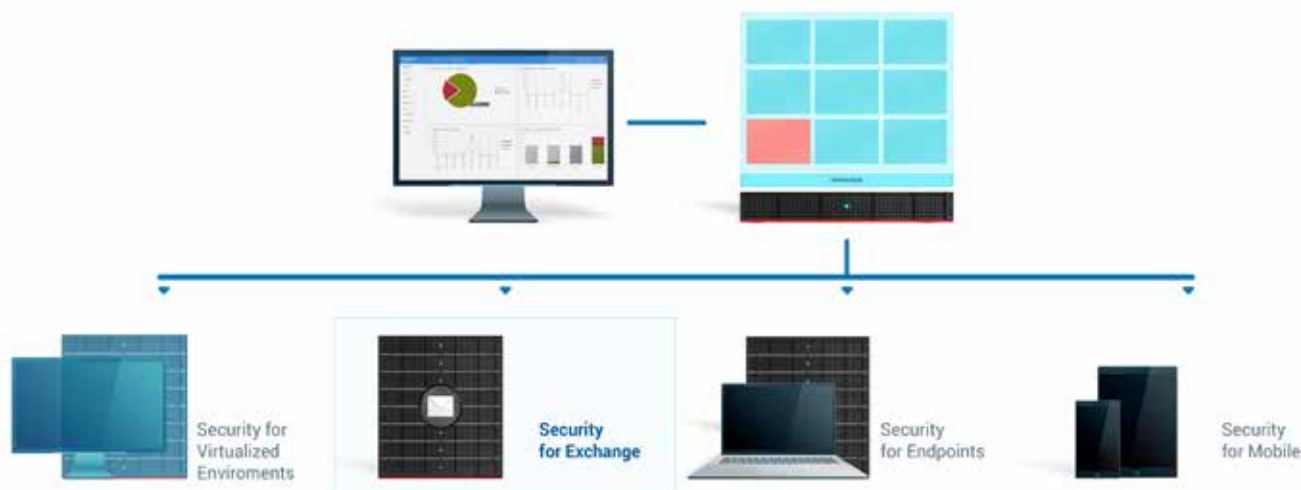 Security for
Virtualized
Enviroments
Security
for Exchange
Security
for Endpoints
Security
for Mobile